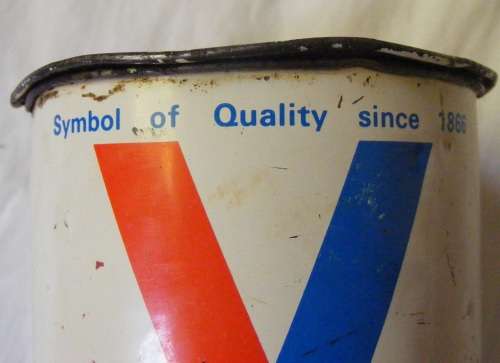 Symbol of Quality since 1866
V